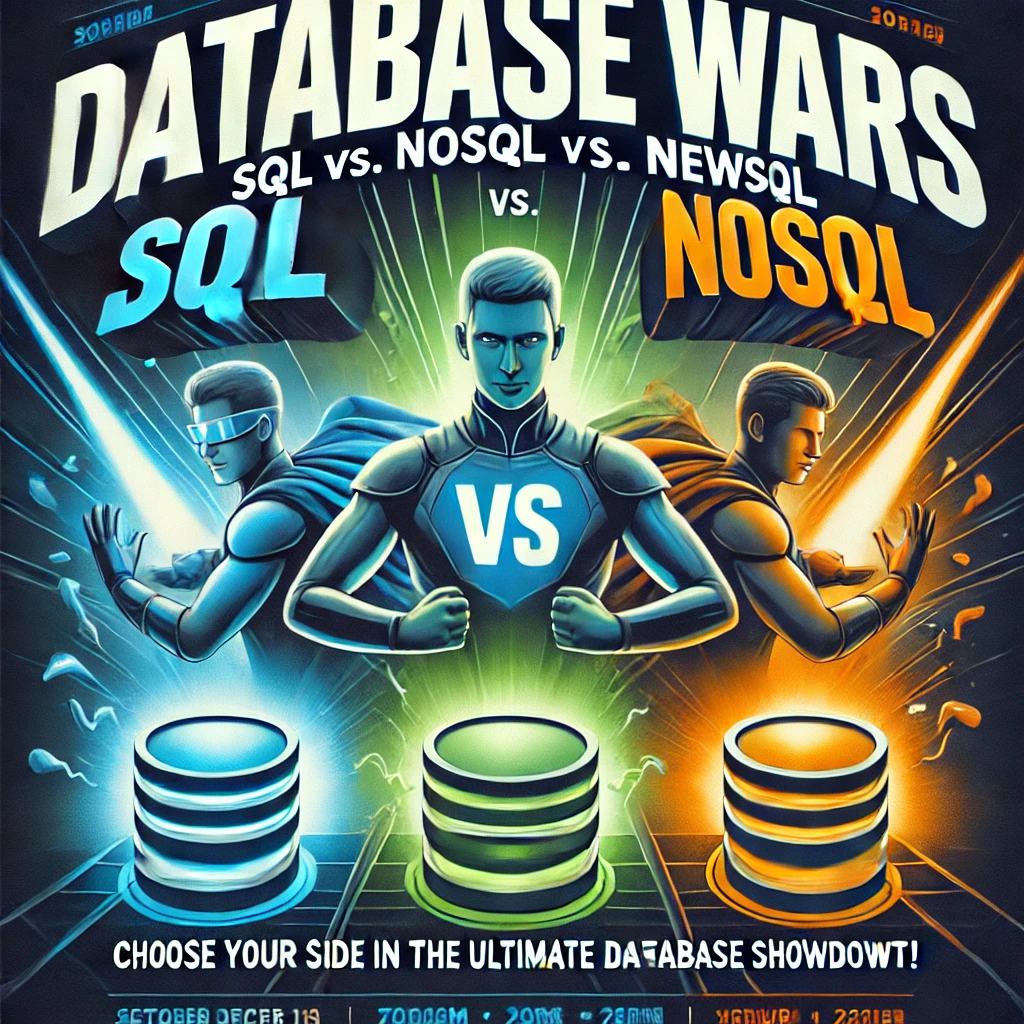 DATABASE WARS
SQL VS. NOSQL VS. NEWSQL
VS.
SQL
NOSQL
VS
CHOOSE YOUR SIDE IN THE ULTIMATE DATABASE SHOWDOWT!